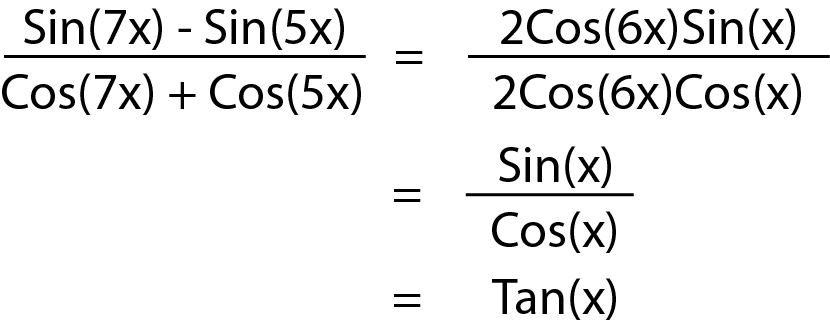 Sin(7x) - Sin(5x) = 2Cos(6x)Sin(x)
Cos(7x) + Cos(5x) 2Cos(6x)Cos(x)
= Sin(x)
Cos(x)
= Tan(x)